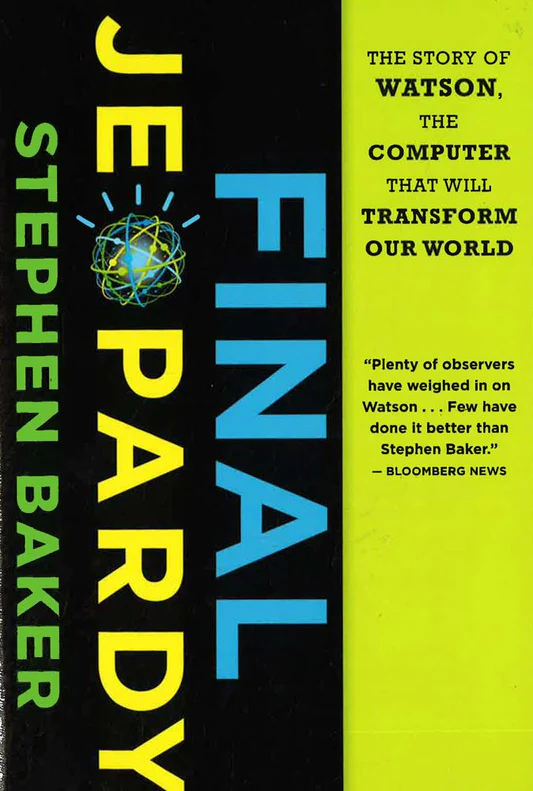 FINAL
JEOPARDY
STEPHEN BAKER
THE STORY OF
WATSON,
THE
COMPUTER
THAT WILL
TRANSFORM
OUR WORLD
“Plenty of observers
have weighed in on
Watson . . . Few have
done it better than
Stephen Baker.”
— BLOOMBERG NEWS